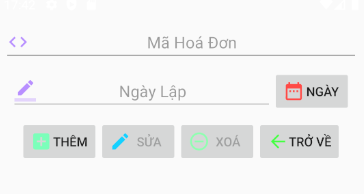 Mã Hoá Đơn
Ngày Lập
NGÀY
THÊM
SỬA
XOÁ
TRỞ VỀ